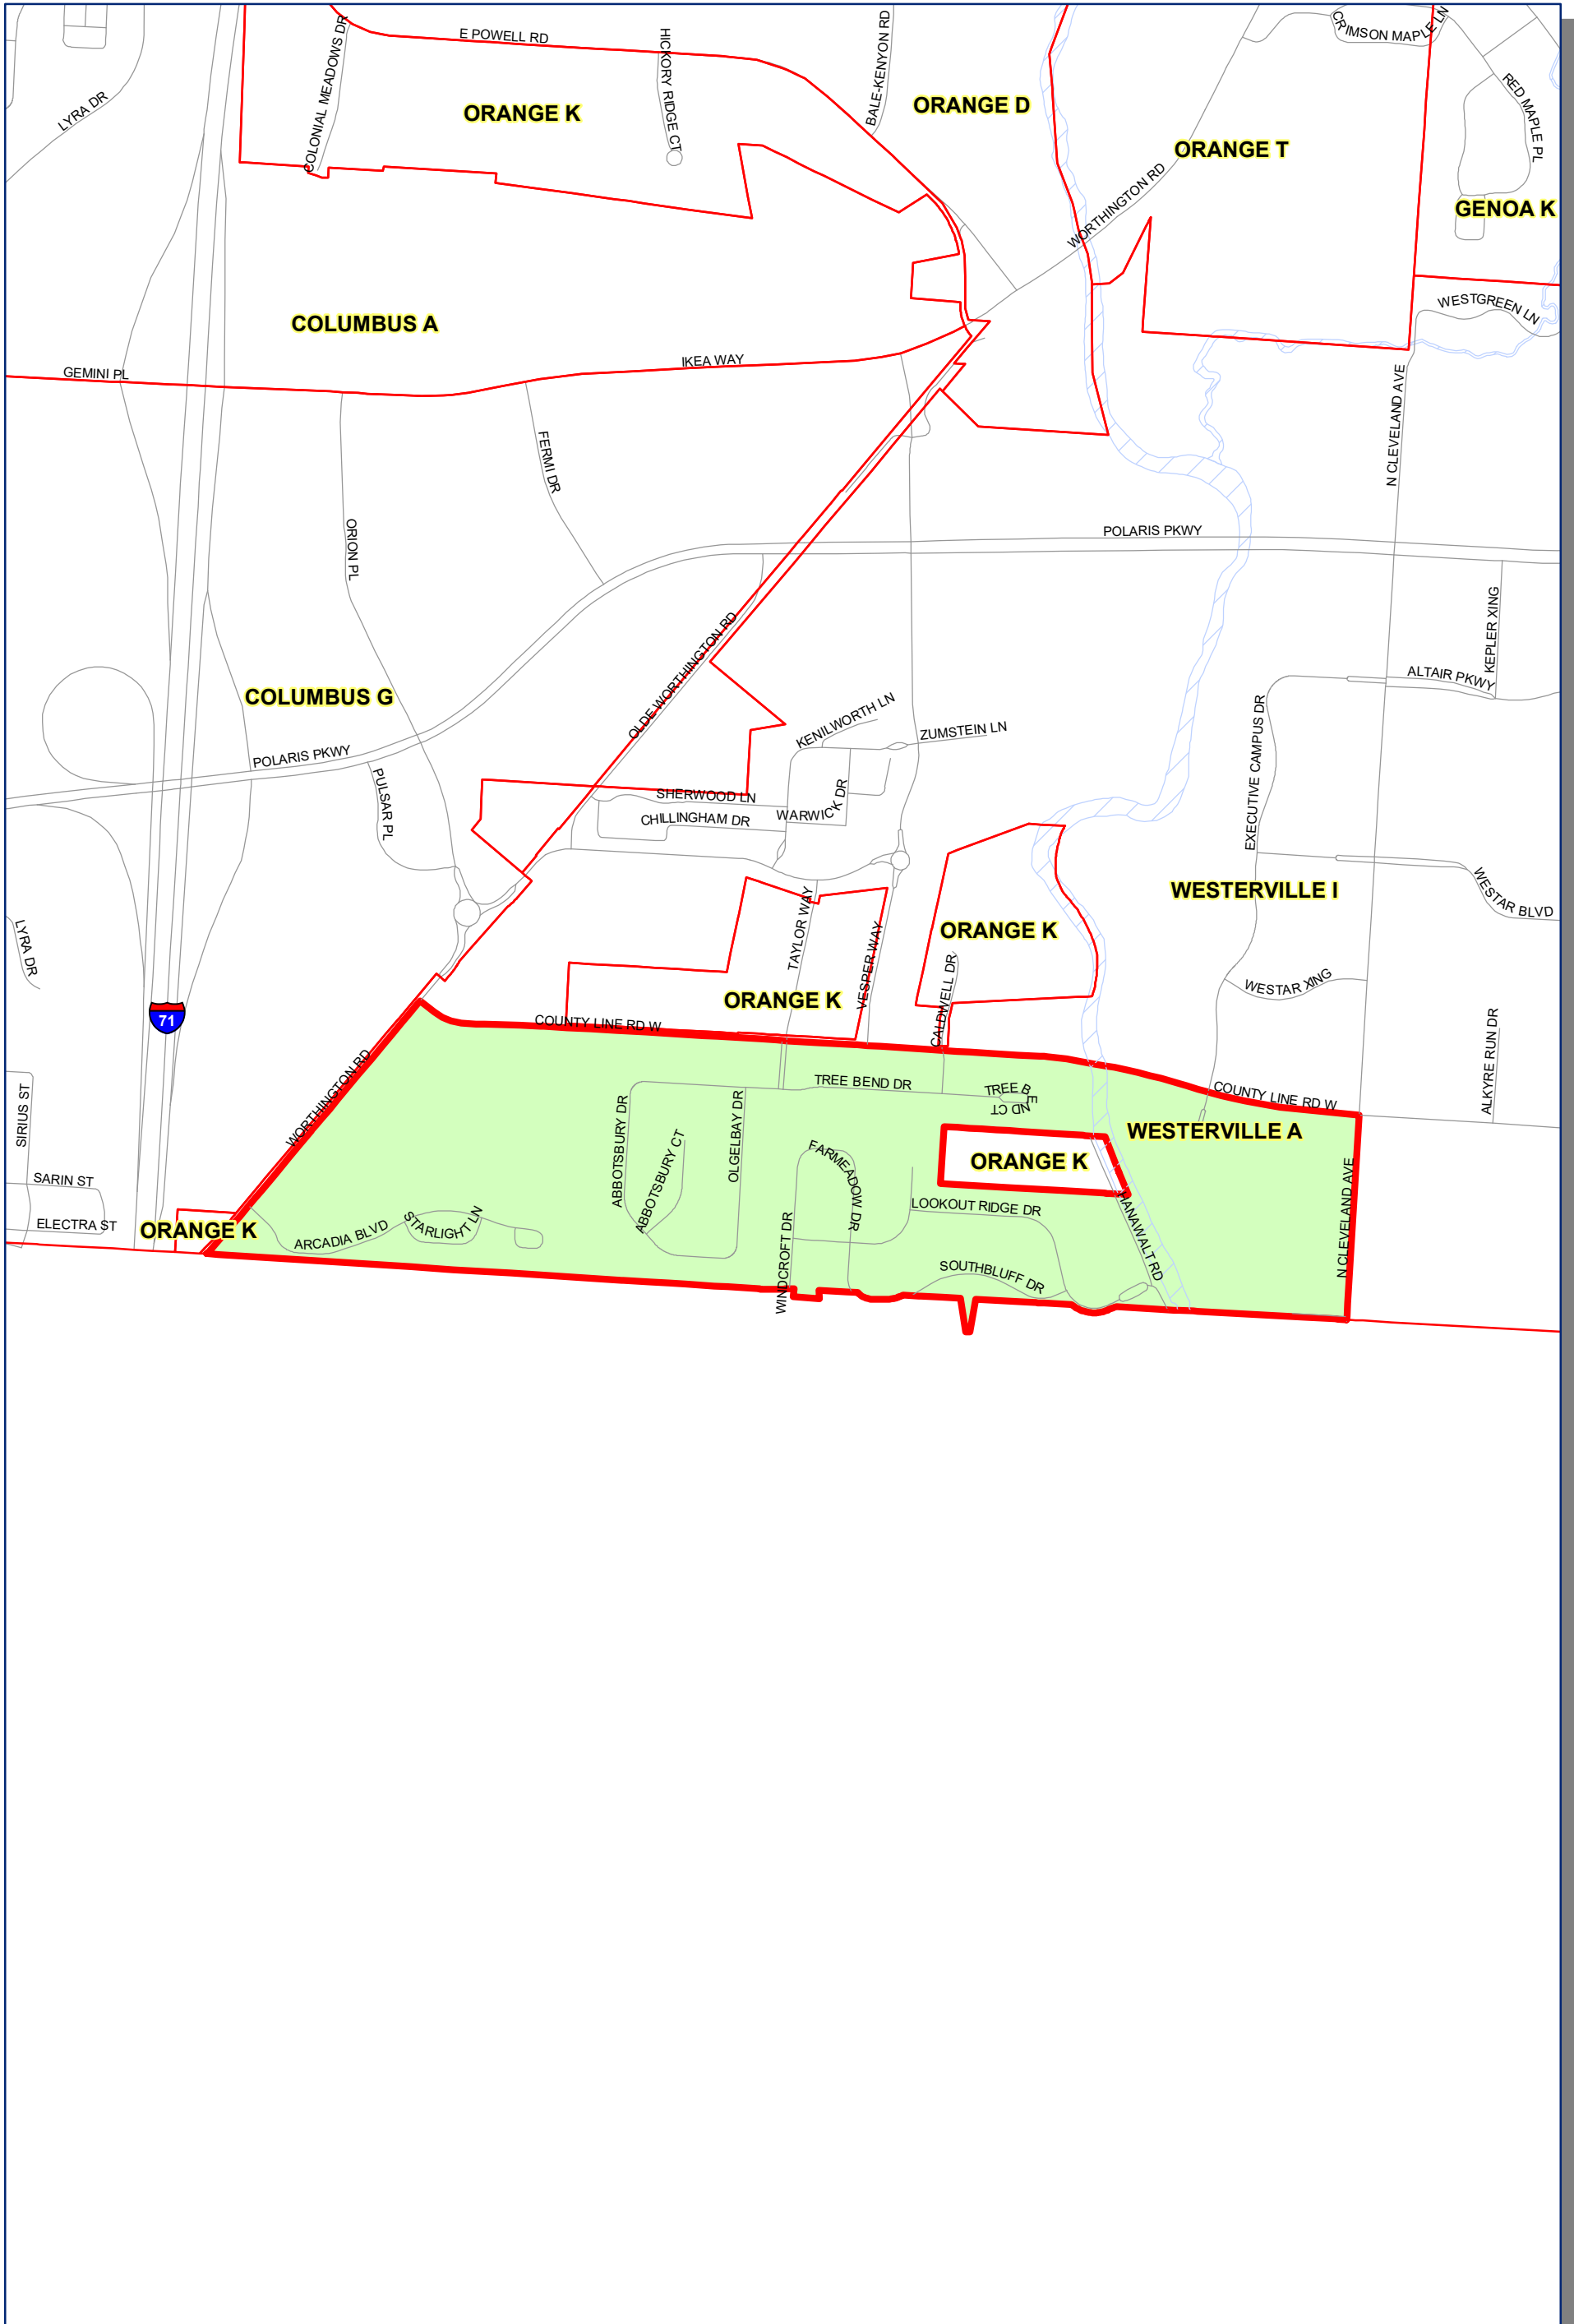 CRIMSON MAPLE LN
E POWELL RD
COLONIAL MEADOWS DR
HICKORY RIDGE CT
BALE-KENYON RD
LYRA DR
ORANGE K
ORANGE D
RED MAPLE PL
ORANGE T
WORTHINGTON RD
GENOA K
WESTGREEN LN
COLUMBUS A
IKEA WAY
GEMINI PL
N CLEVELAND AVE
FERMI DR
ORION PL
POLARIS PKWY
KEPLER XING
OLDE WORTHINGTON RD
ALTAIR PKWY
COLUMBUS G
KENILWORTH LN
ZUMSTEIN LN
EXECUTIVE CAMPUS DR
POLARIS PKWY
PULSAR PL
SHERWOOD LN
WARWICK DR
CHILLINGHAM DR
WESTERVILLE I
WESTAR BLVD
TAYLOR WAY
ORANGE K
LYRA DR
VESPER WAY
CALDWELL DR
WESTAR XING
ORANGE K
71
COUNTY LINE RD W
ALKYRE RUN DR
WORTHINGTON RD
TREE BEND DR
TREE BEND CT
COUNTY LINE RD W
SIRIUS ST
ABBOTSBURY DR
ABBOTSBURY CT
OLGELBAY DR
WESTERVILLE A
FARMEADOW DR
ORANGE K
SARIN ST
LOOKOUT RIDGE DR
HANAWALT RD
N CLEVELAND AVE
ELECTRA ST
ORANGE K
ARCADIA BLVD
STARLIGHT LN
WINDCROFT DR
SOUTHBLUFF DR